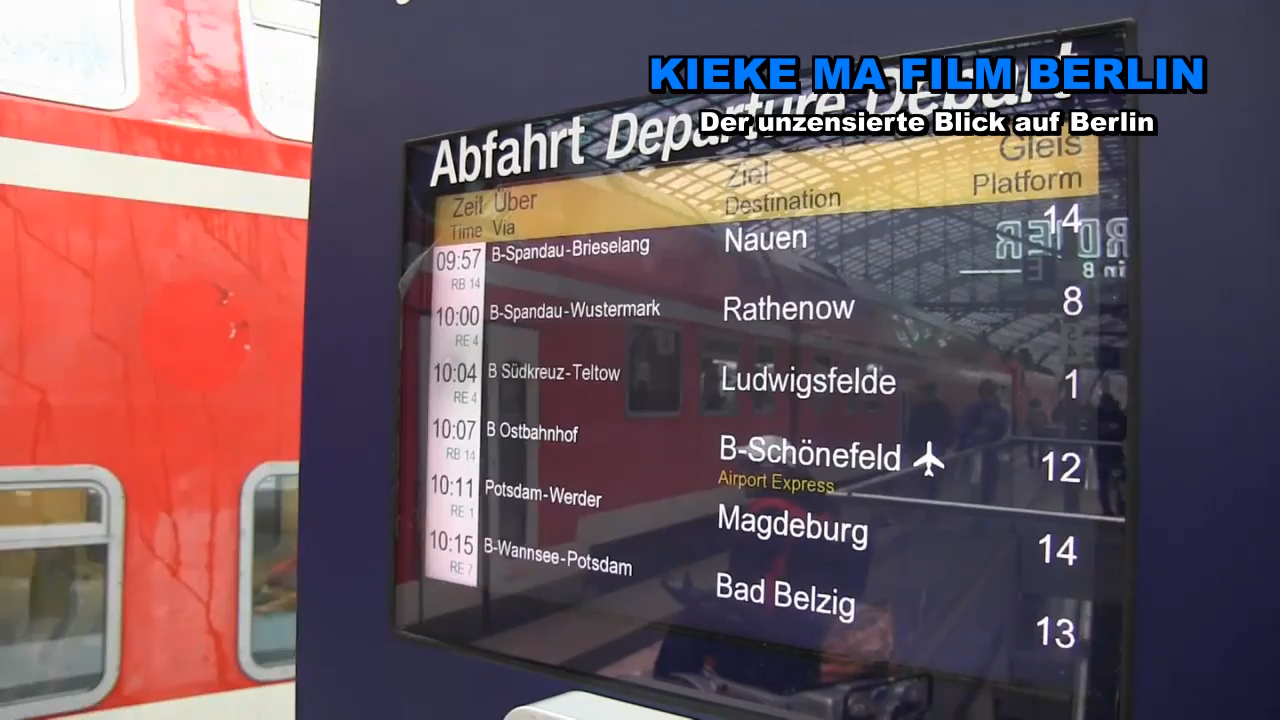 KIEKE MA FILM BERLIN
Der unzensierte Blick auf Berlin
Abfahrt Departure Départ
Zeit Über Ziel Gleis
Time Via Destination Platform
09:57 B-Spandau-Brieselang Nauen 14
RB 14
10:00 B-Spandau-Wustermark Rathenow 8
RE 4
10:04 B Südkreuz-Teltow Ludwigsfelde 1
RE 4
10:07 B Ostbahnhof B-Schönefeld 12
RB 14 Airport Express
10:11 Potsdam-Werder Magdeburg 14
RE 1
10:15 B-Wannsee-Potsdam Bad Belzig 13
RE 7